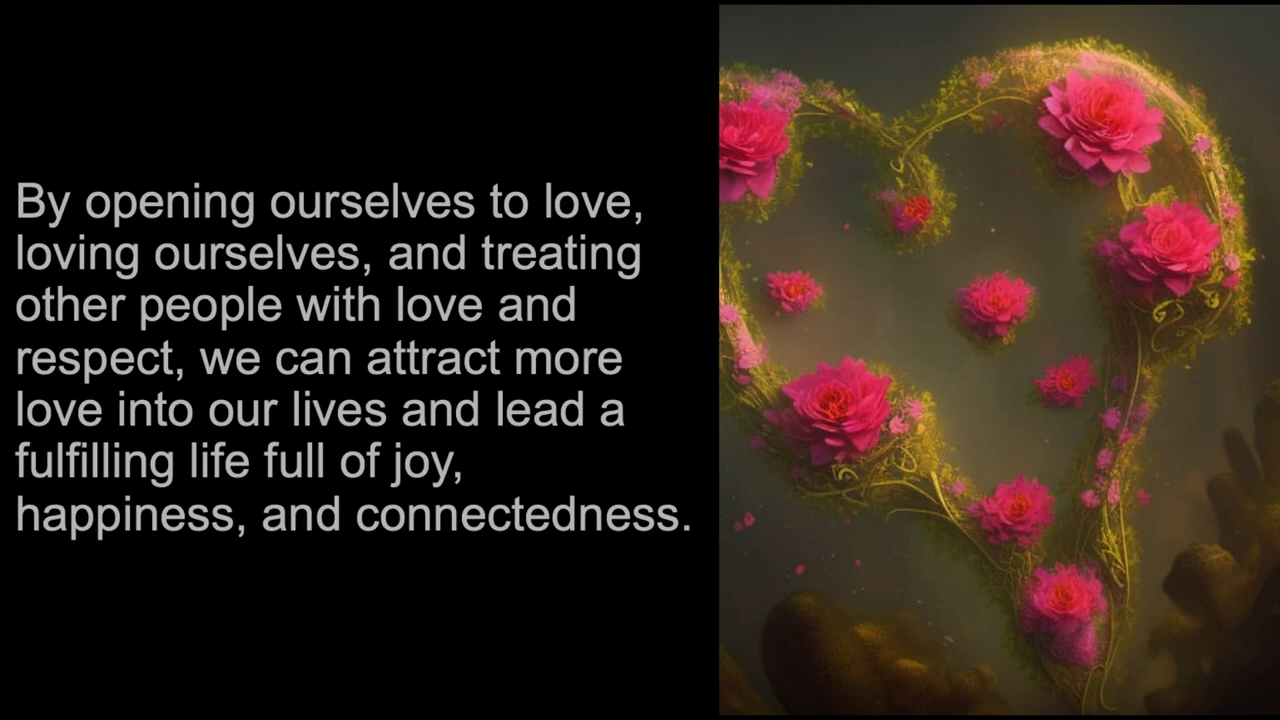 By opening ourselves to love,
loving ourselves, and treating
other people with love and
respect, we can attract more
love into our lives and lead a
fulfilling life full of joy,
happiness, and connectedness.